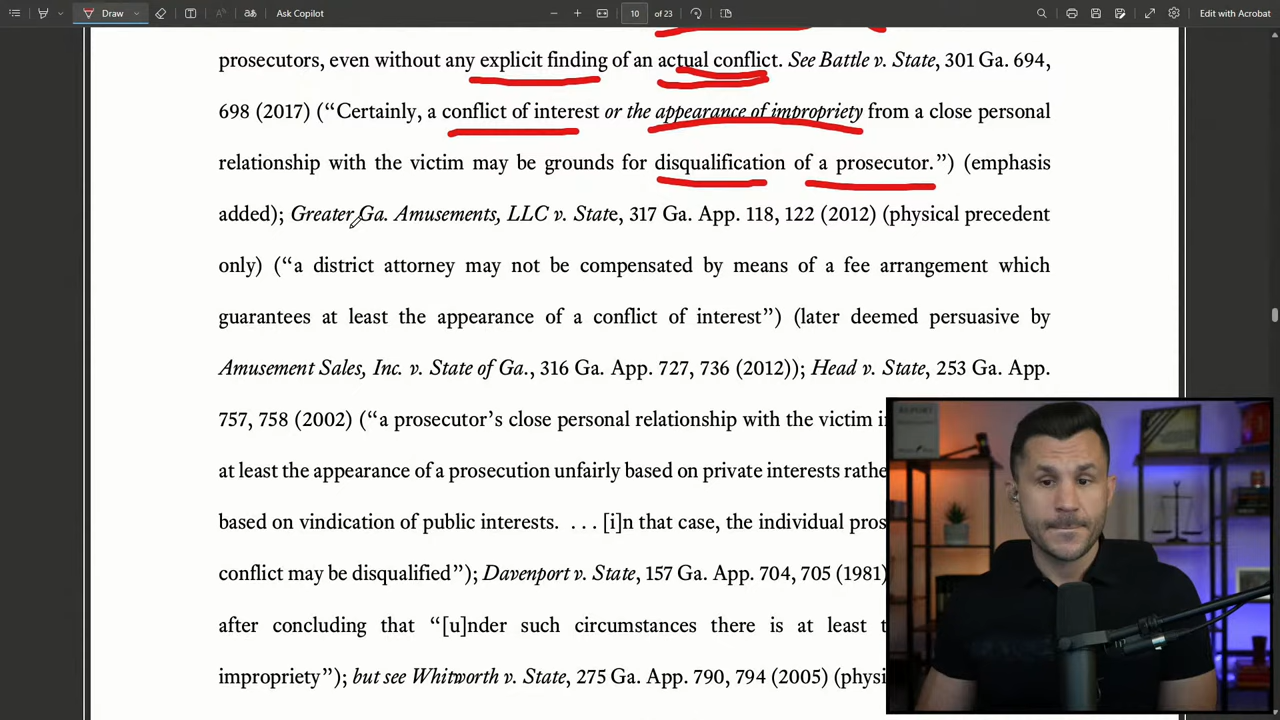 Draw
Ask Copilot
10 of 23
Edit with Acrobat
prosecutors, even without any explicit finding of an actual conflict. See Battle v. State, 301 Ga. 694,
698 (2017) (“Certainly, a conflict of interest or the appearance of impropriety from a close personal
relationship with the victim may be grounds for disqualification of a prosecutor.”) (emphasis
added); Greater Ga. Amusements, LLC v. State, 317 Ga. App. 118, 122 (2012) (physical precedent
only) (“a district attorney may not be compensated by means of a fee arrangement which
guarantees at least the appearance of a conflict of interest”) (later deemed persuasive by
Amusement Sales, Inc. v. State of Ga., 316 Ga. App. 727, 736 (2012)); Head v. State, 253 Ga. App.
757, 758 (2002) (“a prosecutor’s close personal relationship with the victim
at least the appearance of a prosecution unfairly based on private interests
based on vindication of public interests. . . . [i]n that case, the individual
conflict may be disqualified”); Davenport v. State, 157 Ga. App. 704, 705 (1981)
after concluding that “[u]nder such circumstances there is at least
impropriety”); but see Whitworth v. State, 275 Ga. App. 790, 794 (2005)